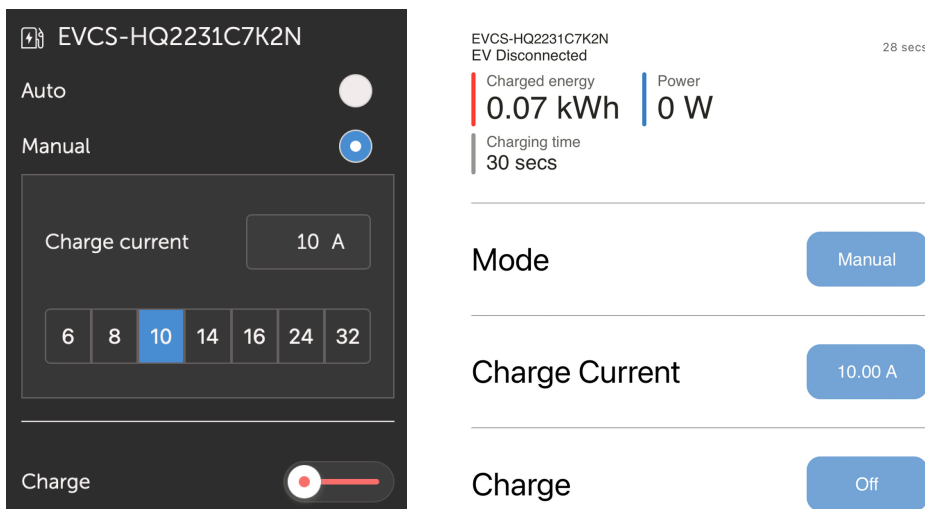 EVCS-HQ2231C7K2N
Auto
Manual
Charge current 10 A
6 8 10 14 16 24 32
Charge
EVCS-HQ2231C7K2N
EV Disconnected
28 secs
Charged energy Power
0.07 kWh 0 W
Charging time
30 secs
Mode Manual
Charge Current 10.00 A
Charge Off